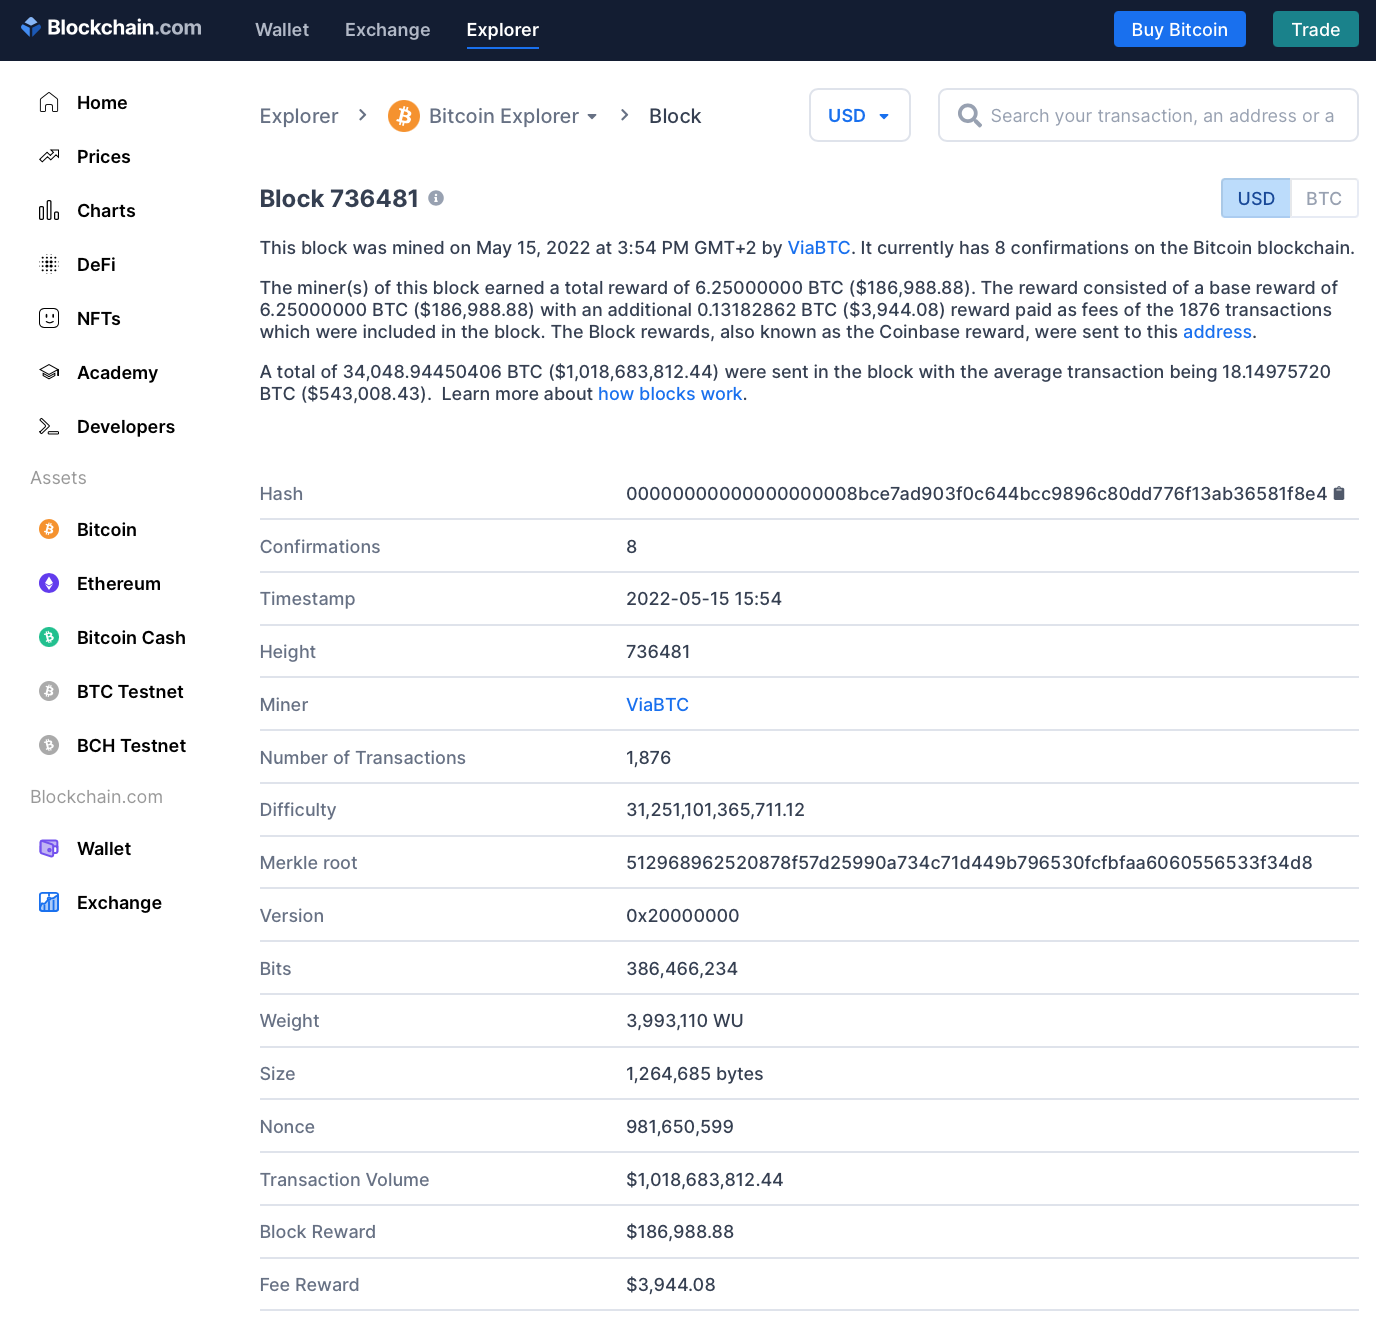 Blockchain.com Wallet Exchange Explorer Buy Bitcoin Trade
Home
Prices
Charts
DeFi
NFTs
Academy
Developers
Assets
Bitcoin
Ethereum
Bitcoin Cash
BTC Testnet
BCH Testnet
Blockchain.com
Wallet
Exchange
Explorer > Bitcoin Explorer > Block USD Search your transaction, an address or a
Block 736481 USD BTC
This block was mined on May 15, 2022 at 3:54 PM GMT+2 by ViaBTC. It currently has 8 confirmations on the Bitcoin blockchain.
The miner(s) of this block earned a total reward of 6.25000000 BTC ($186,988.88). The reward consisted of a base reward of
6.25000000 BTC ($186,988.88) with an additional 0.13182862 BTC ($3,944.08) reward paid as fees of the 1876 transactions
which were included in the block. The Block rewards, also known as the Coinbase reward, were sent to this address.
A total of 34,048.94450406 BTC ($1,018,683,812.44) were sent in the block with the average transaction being 18.14975720
BTC ($543,008.43).  Learn more about how blocks work.
Hash 00000000000000000008bce7ad903f0c644bcc9896c80dd776f13ab36581f8e4
Confirmations 8
Timestamp 2022-05-15 15:54
Height 736481
Miner ViaBTC
Number of Transactions 1,876
Difficulty 31,251,101,365,711.12
Merkle root 512968962520878f57d25990a734c71d449b796530fcfbfaa6060556533f34d8
Version 0x20000000
Bits 386,466,234
Weight 3,993,110 WU
Size 1,264,685 bytes
Nonce 981,650,599
Transaction Volume $1,018,683,812.44
Block Reward $186,988.88
Fee Reward $3,944.08